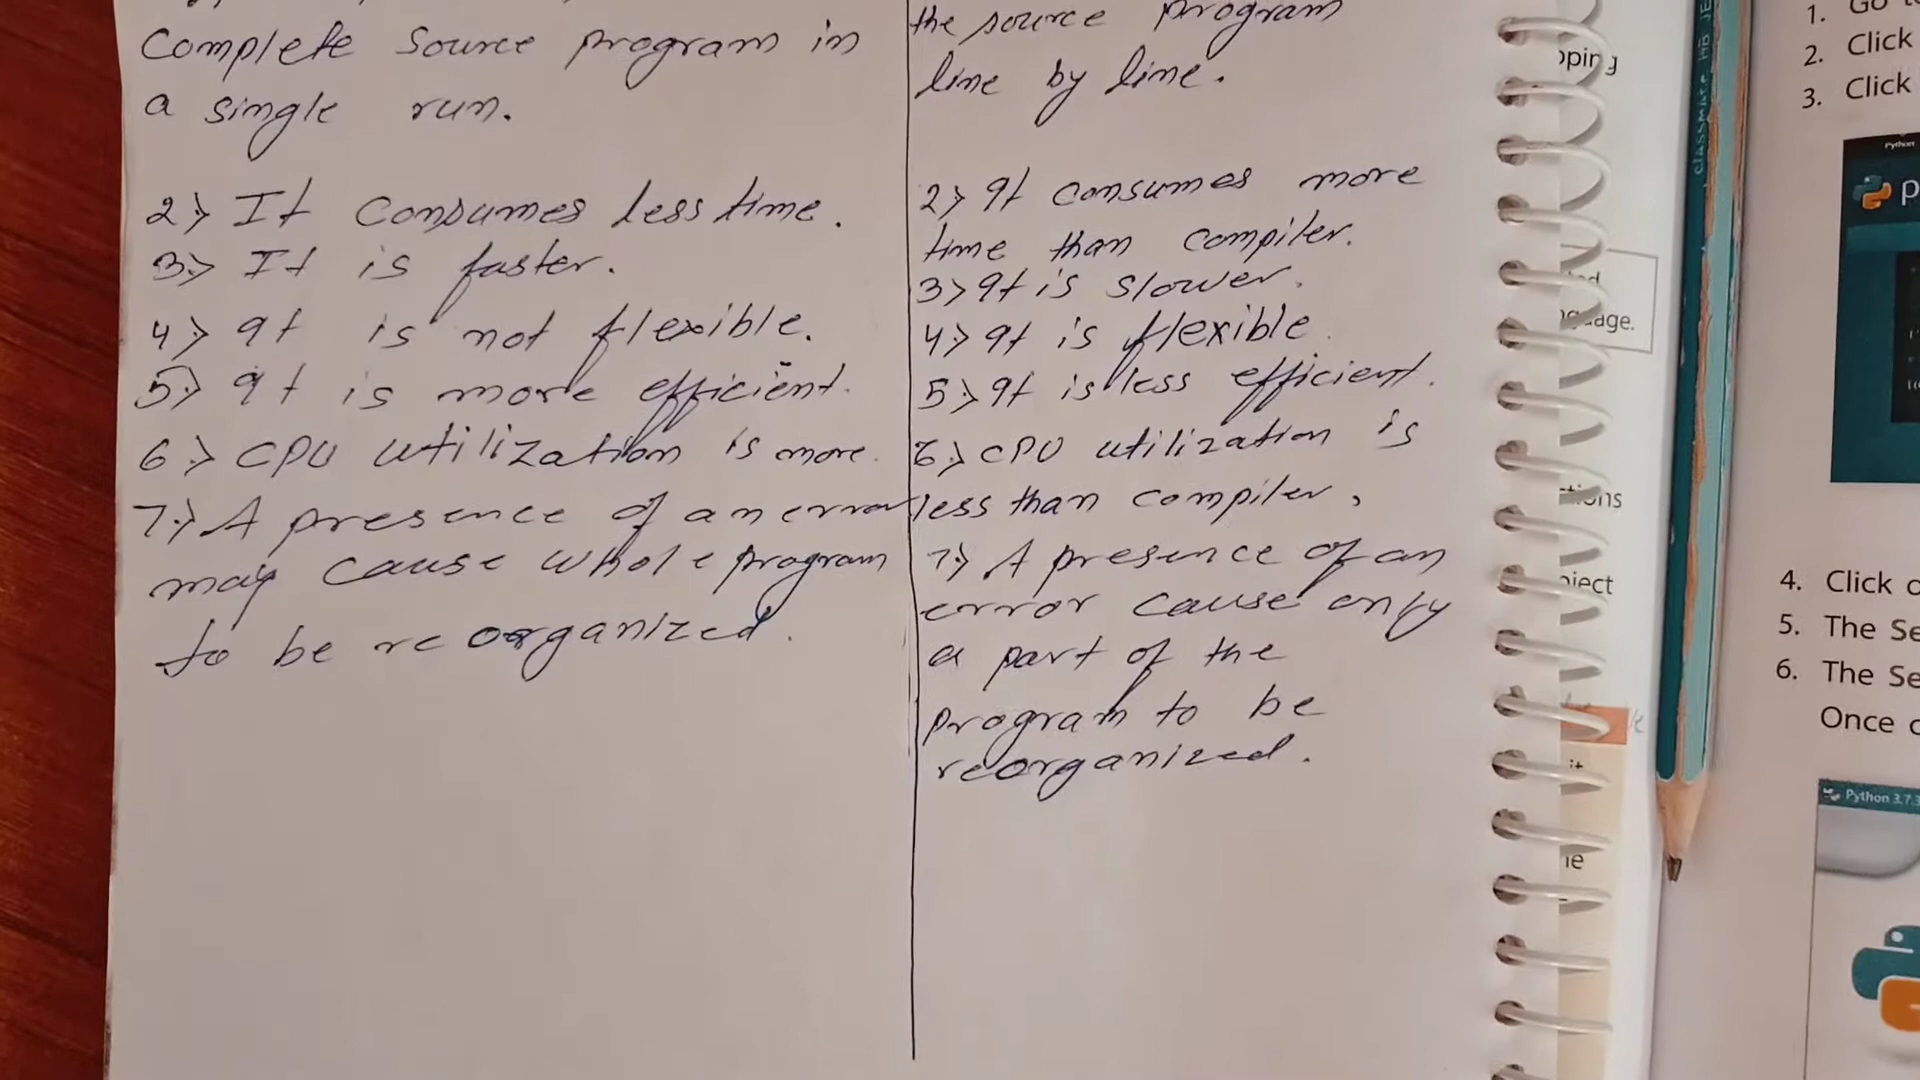 Complete Source program in
a single run.
2.> It Consumes less time.
3.> It is faster.
4.> It is not flexible.
5.> It is more efficient.
6.> CPU utilization is more.
7.> A presence of an error
may cause whole program
to be reorganized.
the source program
line by line.
2> It consumes more
time than compiler.
3> It is slower.
4> It is flexible.
5> It is less efficient.
6.> CPU utilization is
less than compiler,
7.> A presence of an
error cause only
a part of the
program to be
reorganized.
CLASSMATE HB
guage.
1. Go
2. Click
3. Click
Python
4. Click
5. The Se
6. The Se
Once
Python 3.7.3